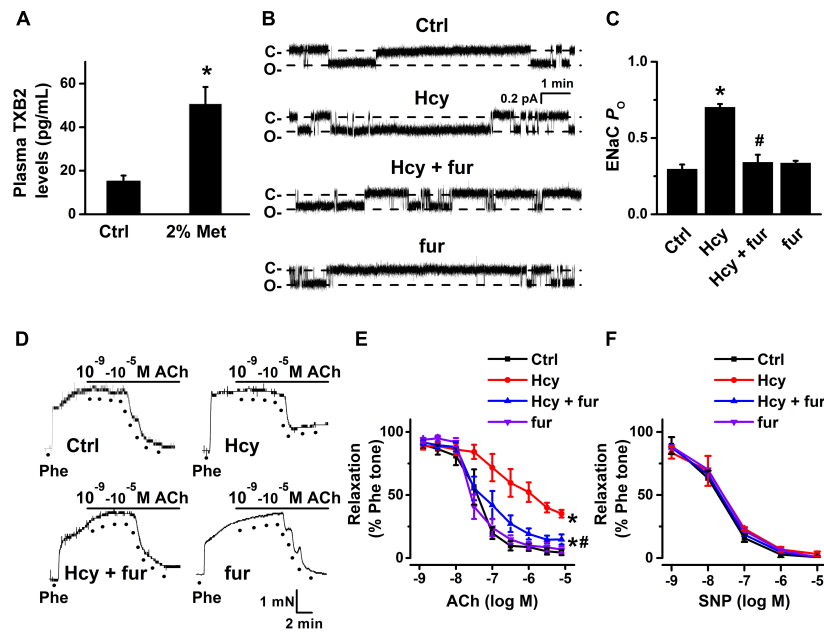 A
Plasma TXB2
levels (pg/mL)
60
40
20
0
*
Ctrl
2% Met
B
Ctrl
C-
O-
1 min
0.2 pA
Hcy
C-
O-
Hcy + fur
C-
O-
fur
C-
O-
C
ENaC PO
1.0
0.5
0.0
*
#
Ctrl
Hcy
Hcy + fur
fur
D
10-9 -10-5 M ACh
Ctrl
Phe
10-9 -10-5 M ACh
Hcy
Phe
10-9 -10-5 M ACh
Hcy + fur
Phe
10-9 -10-5 M ACh
fur
Phe
1 mN
2 min
E
Ctrl
Hcy
Hcy + fur
fur
Relaxation
(% Phe tone)
100
50
0
*
*#
-9 -8 -7 -6 -5
ACh (log M)
F
Ctrl
Hcy
Hcy + fur
fur
Relaxation
(% Phe tone)
100
50
0
-9 -8 -7 -6 -5
SNP (log M)